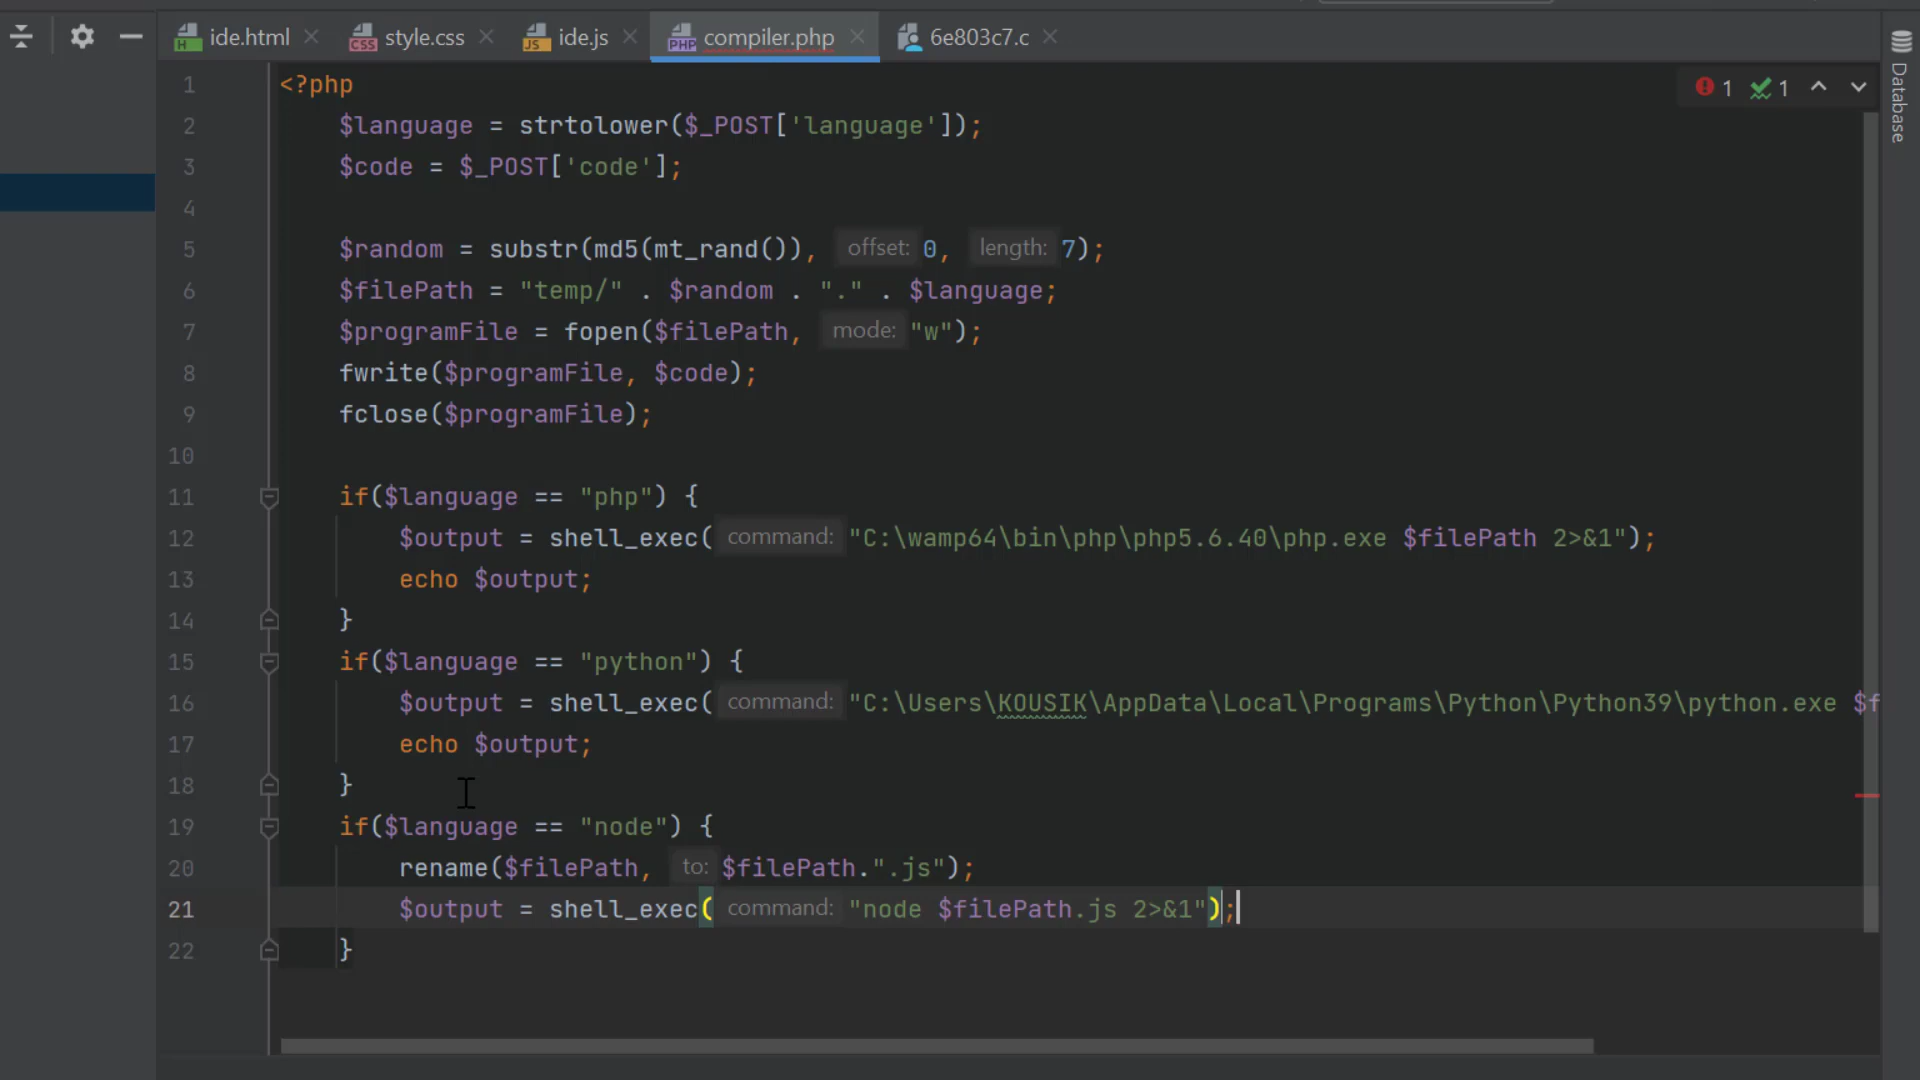 ide.html style.css ide.js compiler.php 6e803c7.c
H CSS JS PHP
1 <?php
1 1
2 $language = strtolower($_POST['language']);
3 $code = $_POST['code'];
4
5 $random = substr(md5(mt_rand()), offset: 0, length: 7);
6 $filePath = "temp/" . $random . "." . $language;
7 $programFile = fopen($filePath, mode: "w");
8 fwrite($programFile, $code);
9 fclose($programFile);
10
11 if($language == "php") {
12 $output = shell_exec( command: "C:\wamp64\bin\php\php5.6.40\php.exe $filePath 2>&1");
13 echo $output;
14 }
15 if($language == "python") {
16 $output = shell_exec( command: "C:\Users\KOUSIK\AppData\Local\Programs\Python\Python39\python.exe $f
17 echo $output;
18 }
19 if($language == "node") {
20 rename($filePath, to: $filePath.".js");
21 $output = shell_exec( command: "node $filePath.js 2>&1");
22 }
Database